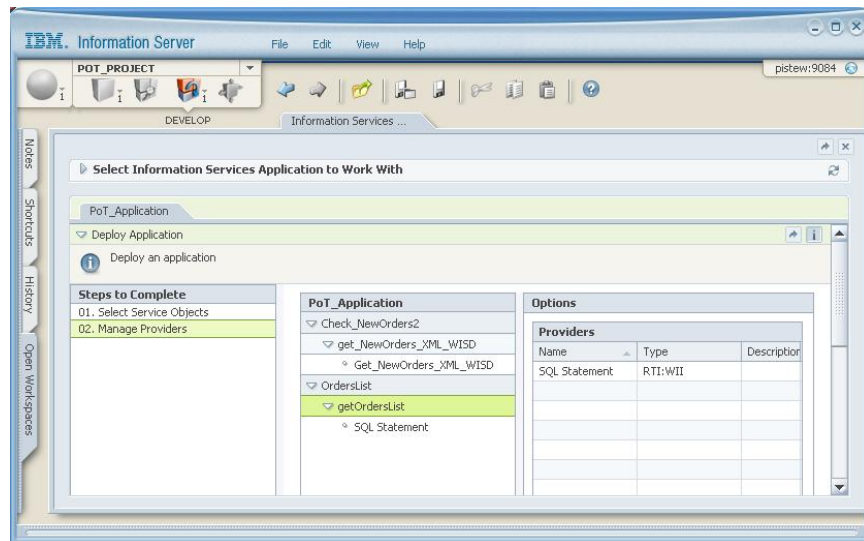 IBM. Information Server
File Edit View Help
POT_PROJECT
pistew:9084
DEVELOP
Information Services ...
Notes
Shortcuts
History
Open Workspaces
Select Information Services Application to Work With
PoT_Application
Deploy Application
Deploy an application
Steps to Complete
01. Select Service Objects
02. Manage Providers
PoT_Application
Check_NewOrders2
get_NewOrders_XML_WISD
Get_NewOrders_XML_WISD
OrdersList
getOrdersList
SQL Statement
Options
Providers
Name Type Description
SQL Statement RTI:WII